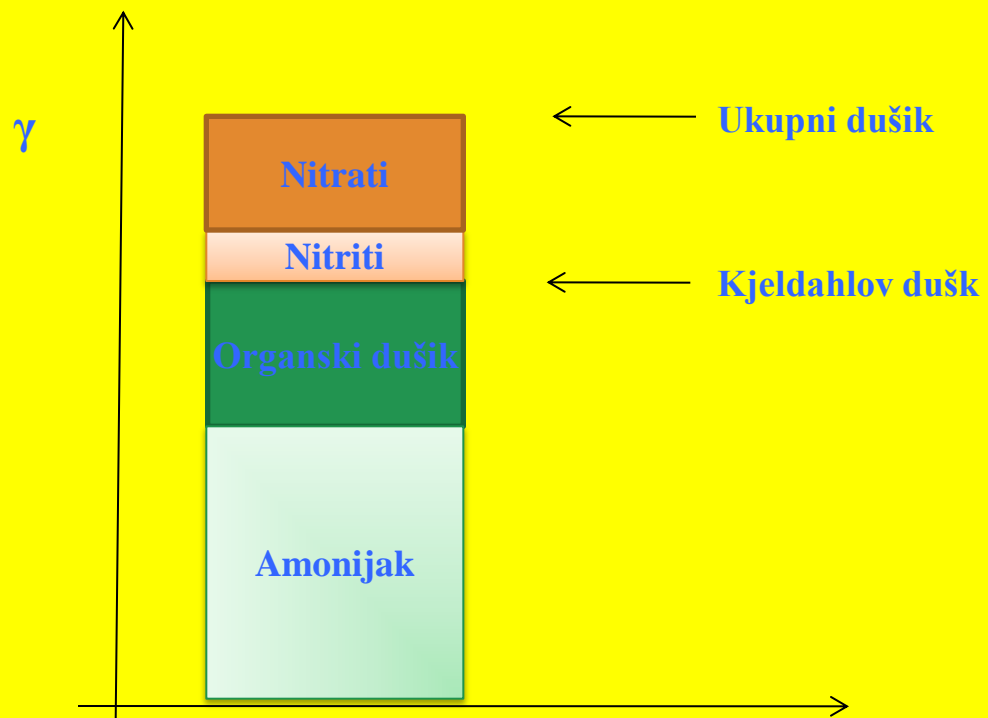 γ
Ukupni dušik
Nitrati
Nitriti
Kjeldahlov dušk
Organski dušik
Amonijak